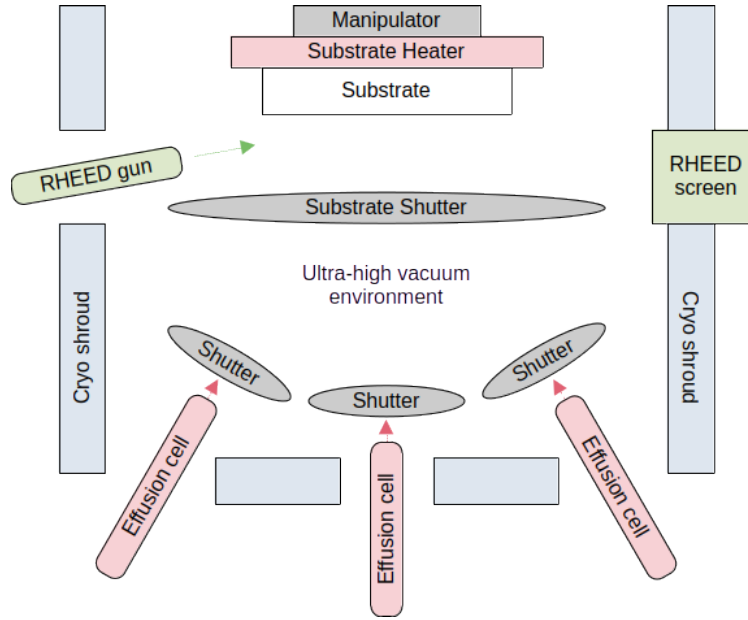 Manipulator
Substrate Heater
Substrate
RHEED gun
RHEED
screen
Substrate Shutter
Ultra-high vacuum
environment
Cryo shroud
Cryo shroud
Shutter
Shutter
Shutter
Effusion cell
Effusion cell
Effusion cell